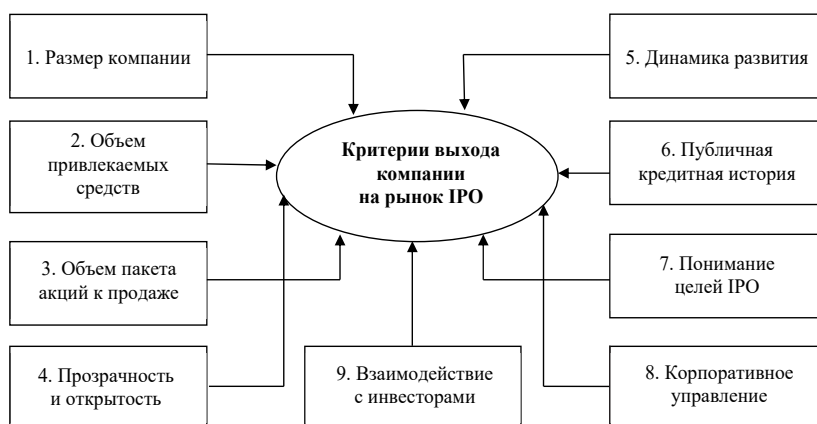 1. Размер компании
2. Объем
привлекаемых
средств
3. Объем пакета
акций к продаже
4. Прозрачность
и открытость
Критерии выхода
компании
на рынок IPO
9. Взаимодействие
с инвесторами
5. Динамика развития
6. Публичная
кредитная история
7. Понимание
целей IPO
8. Корпоративное
управление